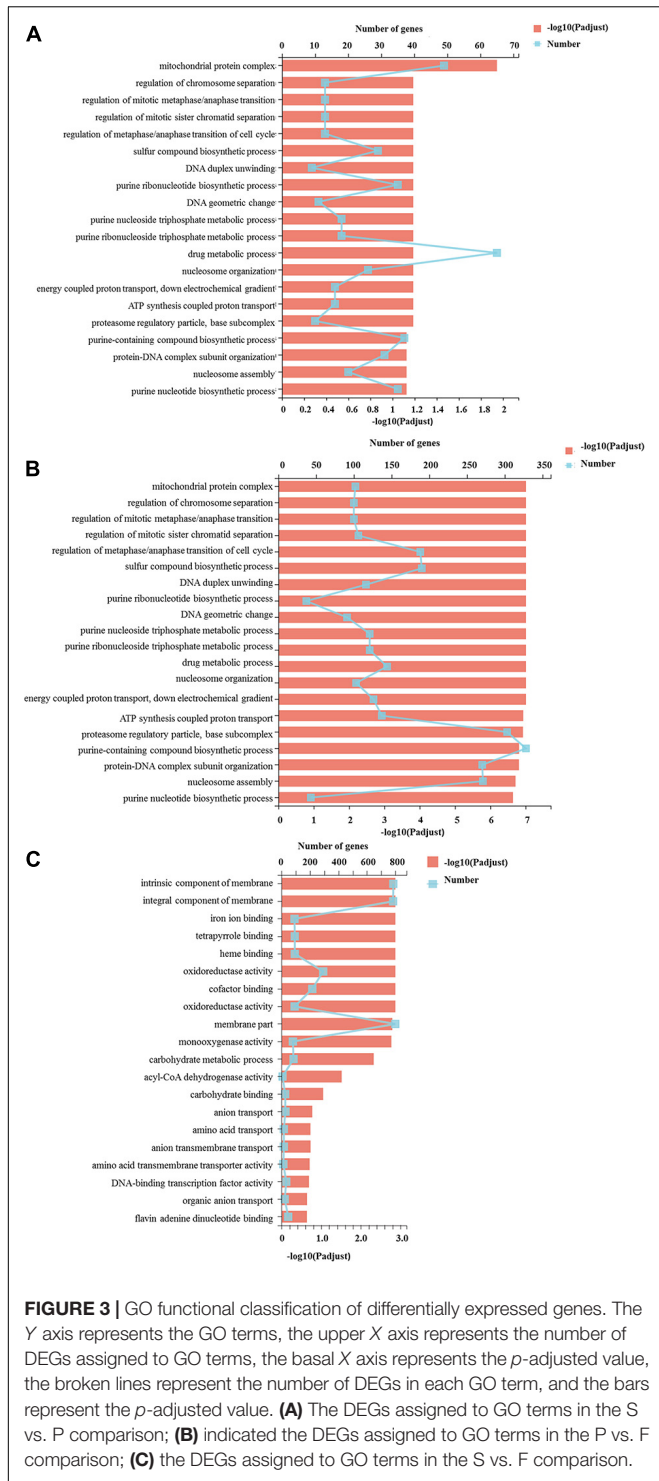 A
Number of genes
0 10 20 30 40 50 60 70
-log10(Padjust)
Number
mitochondrial protein complex
regulation of chromosome separation
regulation of mitotic metaphase/anaphase transition
regulation of mitotic sister chromatid separation
regulation of metaphase/anaphase transition of cell cycle
sulfur compound biosynthetic process
DNA duplex unwinding
purine ribonucleotide biosynthetic process
DNA geometric change
purine nucleoside triphosphate metabolic process
purine ribonucleoside triphosphate metabolic process
drug metabolic process
nucleosome organization
energy coupled proton transport, down electrochemical gradient
ATP synthesis coupled proton transport
proteasome regulatory particle, base subcomplex
purine-containing compound biosynthetic process
protein-DNA complex subunit organization
nucleosome assembly
purine nucleotide biosynthetic process
0 0.2 0.4 0.6 0.8 1 1.2 1.4 1.6 1.8 2
-log10(Padjust)
B
Number of genes
0 50 100 150 200 250 300 350
-log10(Padjust)
Number
mitochondrial protein complex
regulation of chromosome separation
regulation of mitotic metaphase/anaphase transition
regulation of mitotic sister chromatid separation
regulation of metaphase/anaphase transition of cell cycle
sulfur compound biosynthetic process
DNA duplex unwinding
purine ribonucleotide biosynthetic process
DNA geometric change
purine nucleoside triphosphate metabolic process
purine ribonucleoside triphosphate metabolic process
drug metabolic process
nucleosome organization
energy coupled proton transport, down electrochemical gradient
ATP synthesis coupled proton transport
proteasome regulatory particle, base subcomplex
purine-containing compound biosynthetic process
protein-DNA complex subunit organization
nucleosome assembly
purine nucleotide biosynthetic process
0 1 2 3 4 5 6 7
-log10(Padjust)
C
Number of genes
0 200 400 600 800
-log10(Padjust)
Number
intrinsic component of membrane
integral component of membrane
iron ion binding
tetrapyrrole binding
heme binding
oxidoreductase activity
cofactor binding
oxidoreductase activity
membrane part
monooxygenase activity
carbohydrate metabolic process
acyl-CoA dehydrogenase activity
carbohydrate binding
anion transport
amino acid transport
anion transmembrane transport
amino acid transmembrane transporter activity
DNA-binding transcription factor activity
organic anion transport
flavin adenine dinucleotide binding
0 1.0 2.0 3.0
-log10(Padjust)
FIGURE 3 | GO functional classification of differentially expressed genes. The
Y axis represents the GO terms, the upper X axis represents the number of
DEGs assigned to GO terms, the basal X axis represents the p-adjusted value,
the broken lines represent the number of DEGs in each GO term, and the bars
represent the p-adjusted value. (A) The DEGs assigned to GO terms in the S
vs. P comparison; (B) indicated the DEGs assigned to GO terms in the P vs. F
comparison; (C) the DEGs assigned to GO terms in the S vs. F comparison.